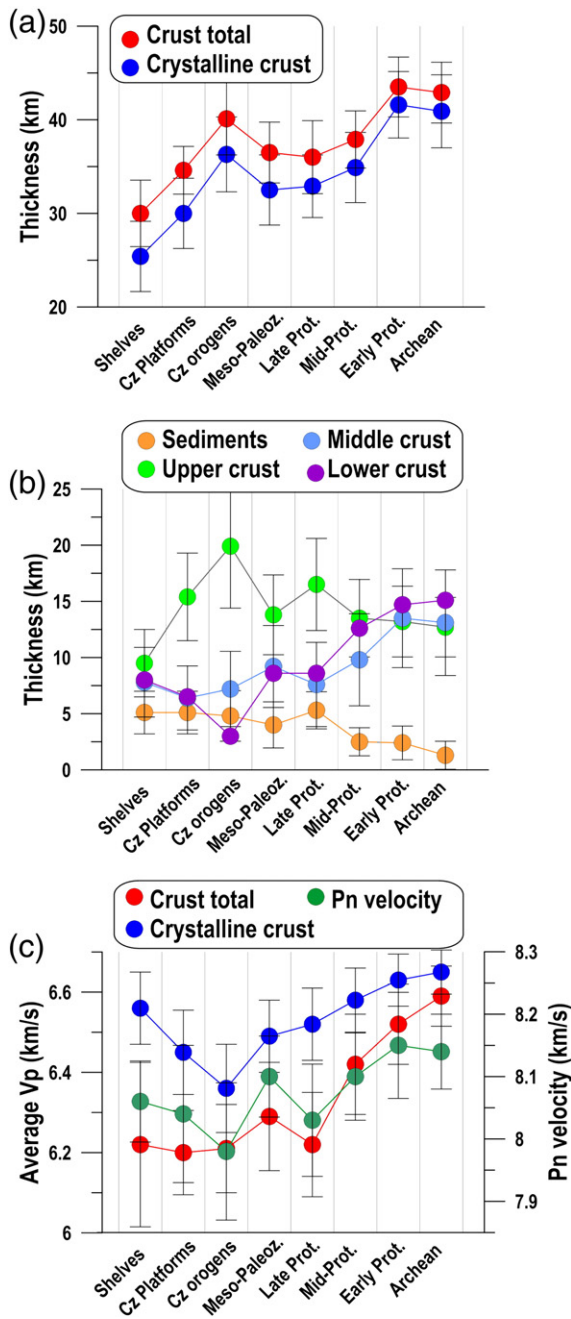 (a)
Crust total
Crystalline crust
Thickness (km)
50
40
30
20
Shelves
Cz Platforms
Cz orogens
Meso-Paleoz.
Late Prot.
Mid-Prot.
Early Prot.
Archean
(b)
Sediments Middle crust
Upper crust Lower crust
Thickness (km)
25
20
15
10
5
0
Shelves
Cz Platforms
Cz orogens
Meso-Paleoz.
Late Prot.
Mid-Prot.
Early Prot.
Archean
(c)
Crust total Pn velocity
Crystalline crust
Average Vp (km/s)
6.6
6.4
6.2
6
8.3
8.2
8.1
8
7.9
Pn velocity (km/s)
Shelves
Cz Platforms
Cz orogens
Meso-Paleoz.
Late Prot.
Mid-Prot.
Early Prot.
Archean